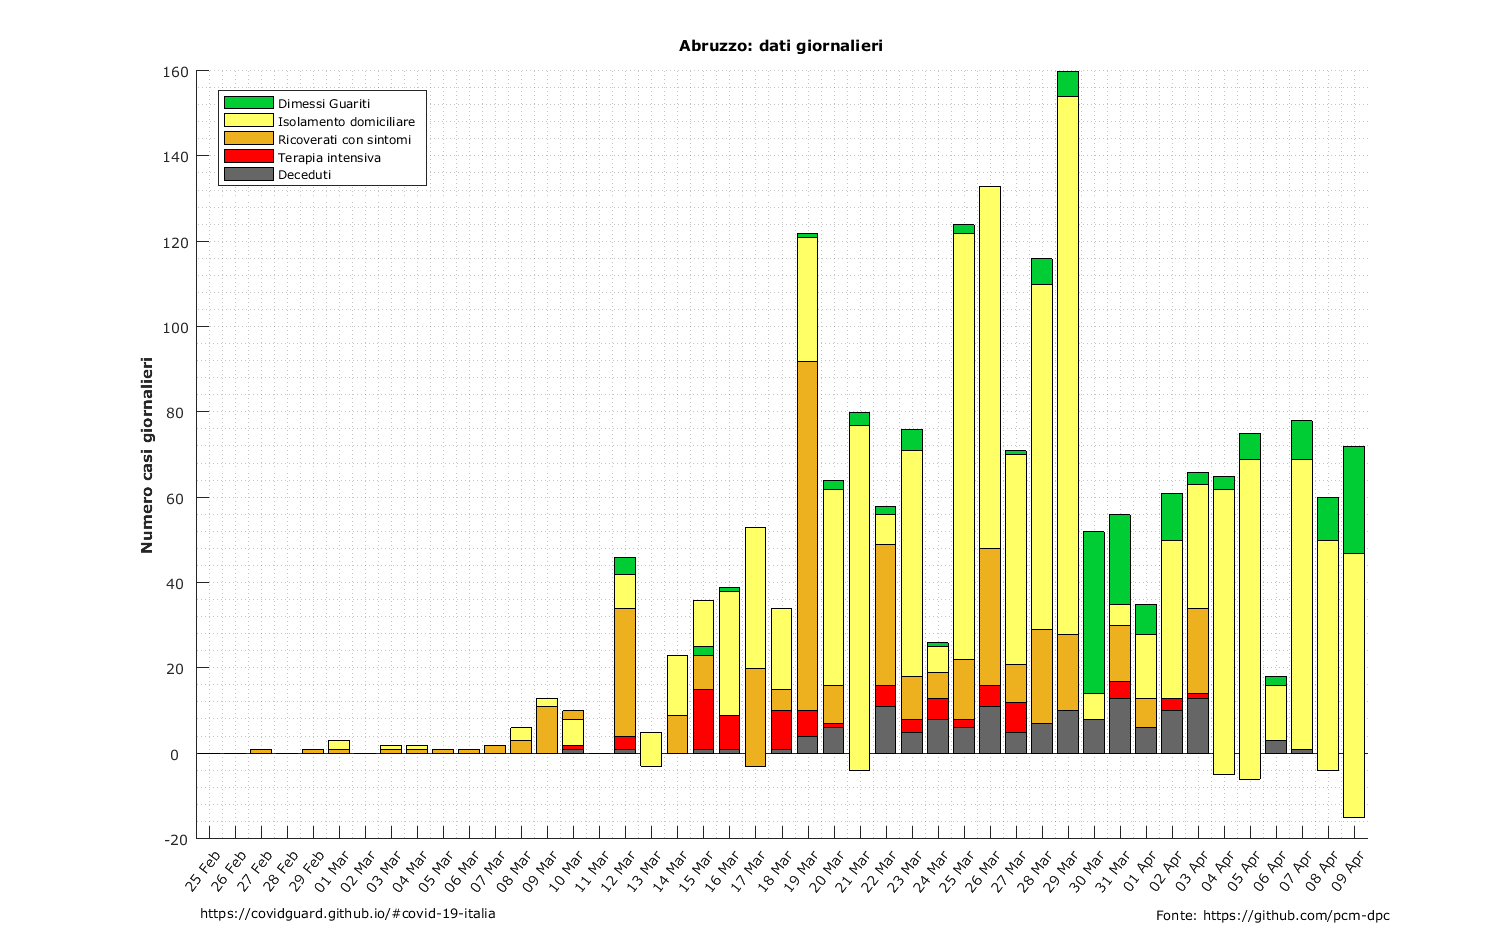 Abruzzo: dati giornalieri
160
140
120
100
80
60
40
20
0
-20
Numero casi giornalieri
Dimessi Guariti
Isolamento domiciliare
Ricoverati con sintomi
Terapia intensiva
Deceduti
25 Feb
26 Feb
27 Feb
28 Feb
29 Feb
01 Mar
02 Mar
03 Mar
04 Mar
05 Mar
06 Mar
07 Mar
08 Mar
09 Mar
10 Mar
11 Mar
12 Mar
13 Mar
14 Mar
15 Mar
16 Mar
17 Mar
18 Mar
19 Mar
20 Mar
21 Mar
22 Mar
23 Mar
24 Mar
25 Mar
26 Mar
27 Mar
28 Mar
29 Mar
30 Mar
31 Mar
01 Apr
02 Apr
03 Apr
04 Apr
05 Apr
06 Apr
07 Apr
08 Apr
09 Apr
https://covidguard.github.io/#covid-19-italia
Fonte: https://github.com/pcm-dpc